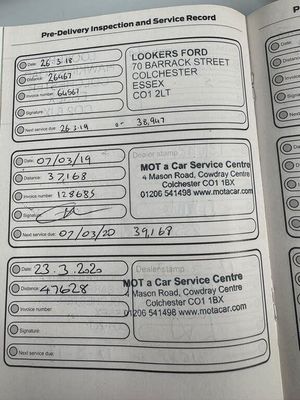 Pre-Delivery Inspection and Service Record
Date: 26-3-18
Distance: 26467
Invoice number: 64567
Signature:
Next service due: 26.3.19 or 38,947
LOOKERS FORD
70 BARRACK STREET
COLCHESTER
ESSEX
CO1 2LT
Date: 07/03/19
Distance: 37,168
Invoice number: 128685
Signature:
Next service due: 07/03/20 39,168
Dealer stamp
MOT a Car Service Centre
4 Mason Road, Cowdray Centre
Colchester CO1 1BX
01206 541498 www.motacar.com
Date: 23.3.2020
Distance: 47628
Invoice number:
Signature:
Next service due:
Dealer stamp
MOT a Car Service Centre
4 Mason Road, Cowdray Centre
Colchester CO1 1BX
01206 541498 www.motacar.com
Pre-D